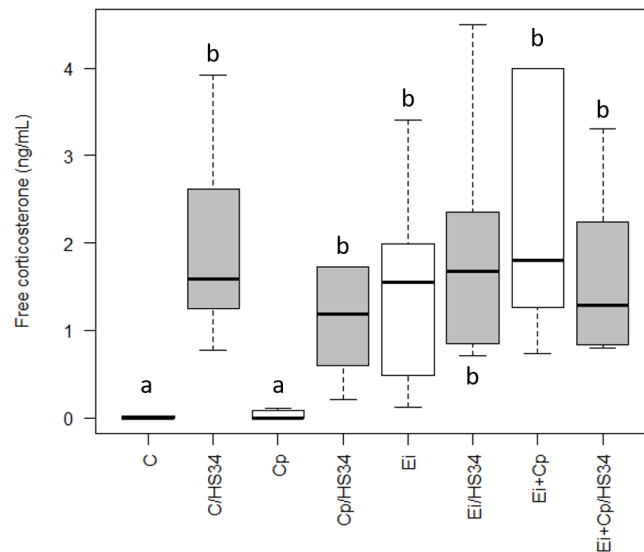 Free corticosterone (ng/mL)
4
3
2
1
0
a
b
a
b
b
b
b
b
C
C/HS34
Cp
Cp/HS34
Ei
Ei/HS34
Ei+Cp
Ei+Cp/HS34